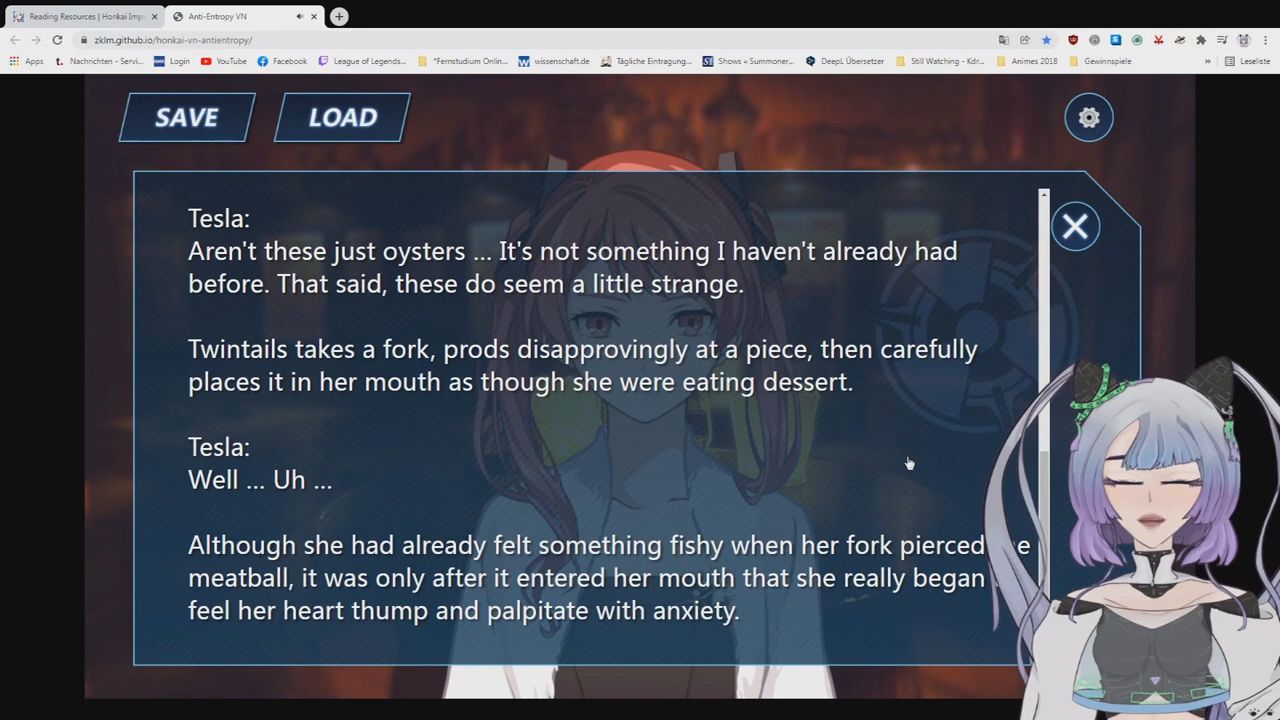 Reading Resources | Honkai Imp
Anti-Entropy VN
zklm.github.io/honkai-vn-antientropy/
Apps
Nachrichten - Servi...
Login
YouTube
Facebook
League of Legends...
"Fernstudium Onlin...
wissenschaft.de
Tägliche Eintragung...
Shows « Summoner...
DeepL Übersetzer
Still Watching - Kdr...
Animes 2018
Gewinnspiele
»
Leseliste
SAVE
LOAD
Tesla:
Aren't these just oysters ... It's not something I haven't already had
before. That said, these do seem a little strange.
Twintails takes a fork, prods disapprovingly at a piece, then carefully
places it in her mouth as though she were eating dessert.
Tesla:
Well ... Uh ...
Although she had already felt something fishy when her fork pierced
meatball, it was only after it entered her mouth that she really began
feel her heart thump and palpitate with anxiety.